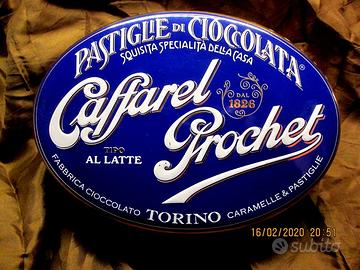 PASTIGLIE DI CIOCCOLATA
SQUISITA SPECIALITÀ DELLA CASA
Caffarel
DAL
1826
Prochet
TIPO
AL LATTE
FABBRICA CIOCCOLATO TORINO CARAMELLE & PASTIGLIE
16/02/2020 20:51
subito